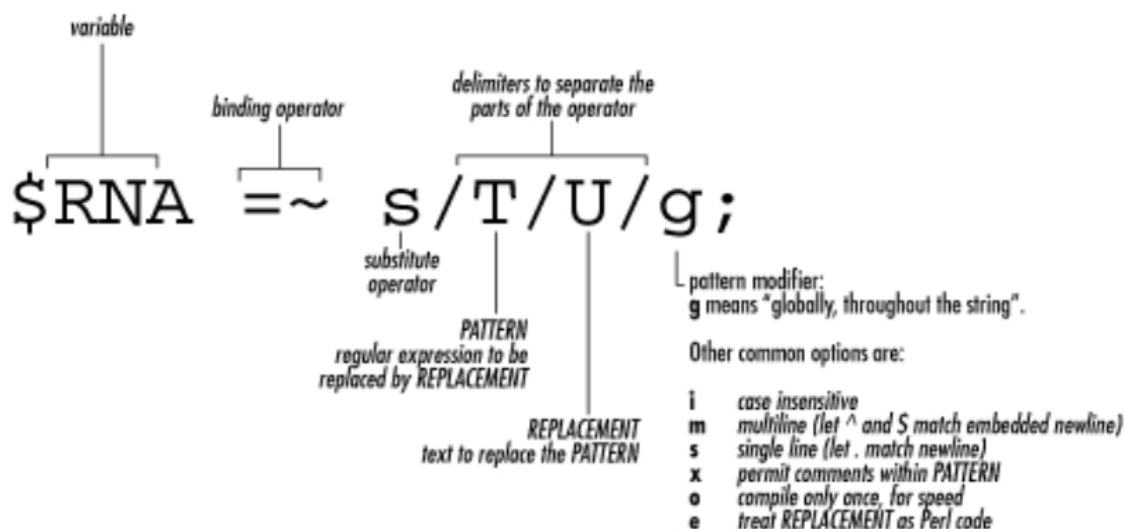 variable
binding operator
delimiters to separate the
parts of the operator
$RNA =~ s/T/U/g;
substitute
operator
pattern modifier:
g means “globally, throughout the string”.
PATTERN
regular expression to be
replaced by REPLACEMENT
Other common options are:
REPLACEMENT
text to replace the PATTERN
i case insensitive
m multiline (let ^ and $ match embedded newline)
s single line (let . match newline)
x permit comments within PATTERN
o compile only once, for speed
e treat REPLACEMENT as Perl code